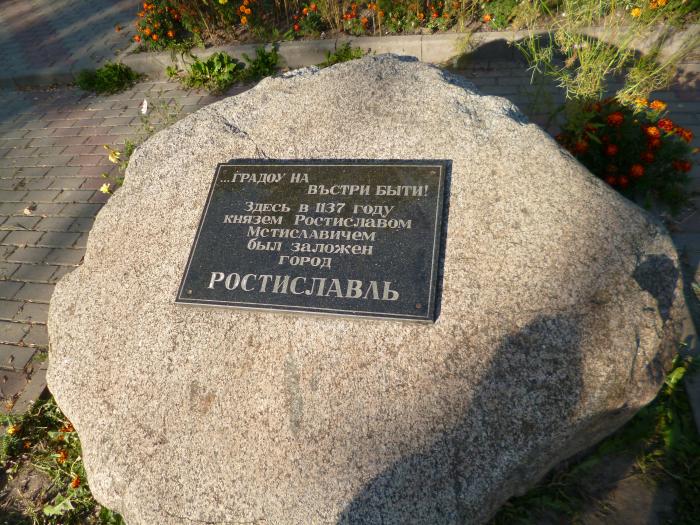 ...ГРАДОУ НА
ВЪСТРИ БЫТИ!
Здесь в 1137 году
князем Ростиславом
Мстиславичем
был заложен
город
РОСТИСЛАВЛЬ